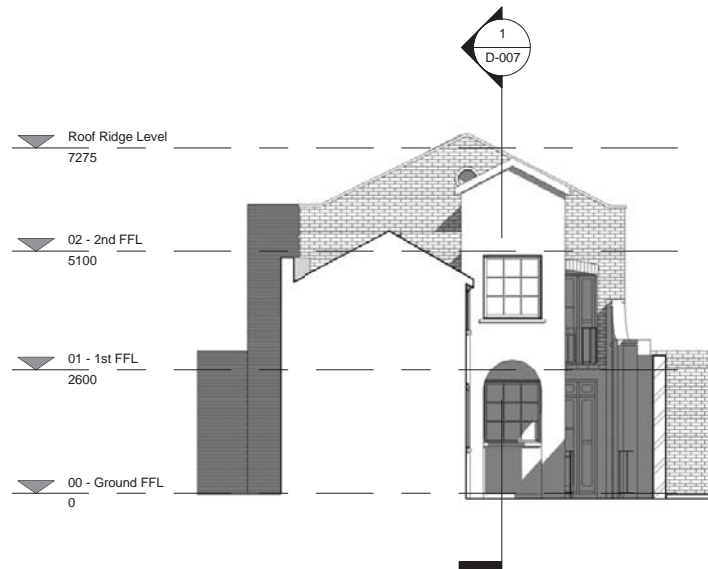 1
D-007
Roof Ridge Level
7275
02 - 2nd FFL
5100
01 - 1st FFL
2600
00 - Ground FFL
0